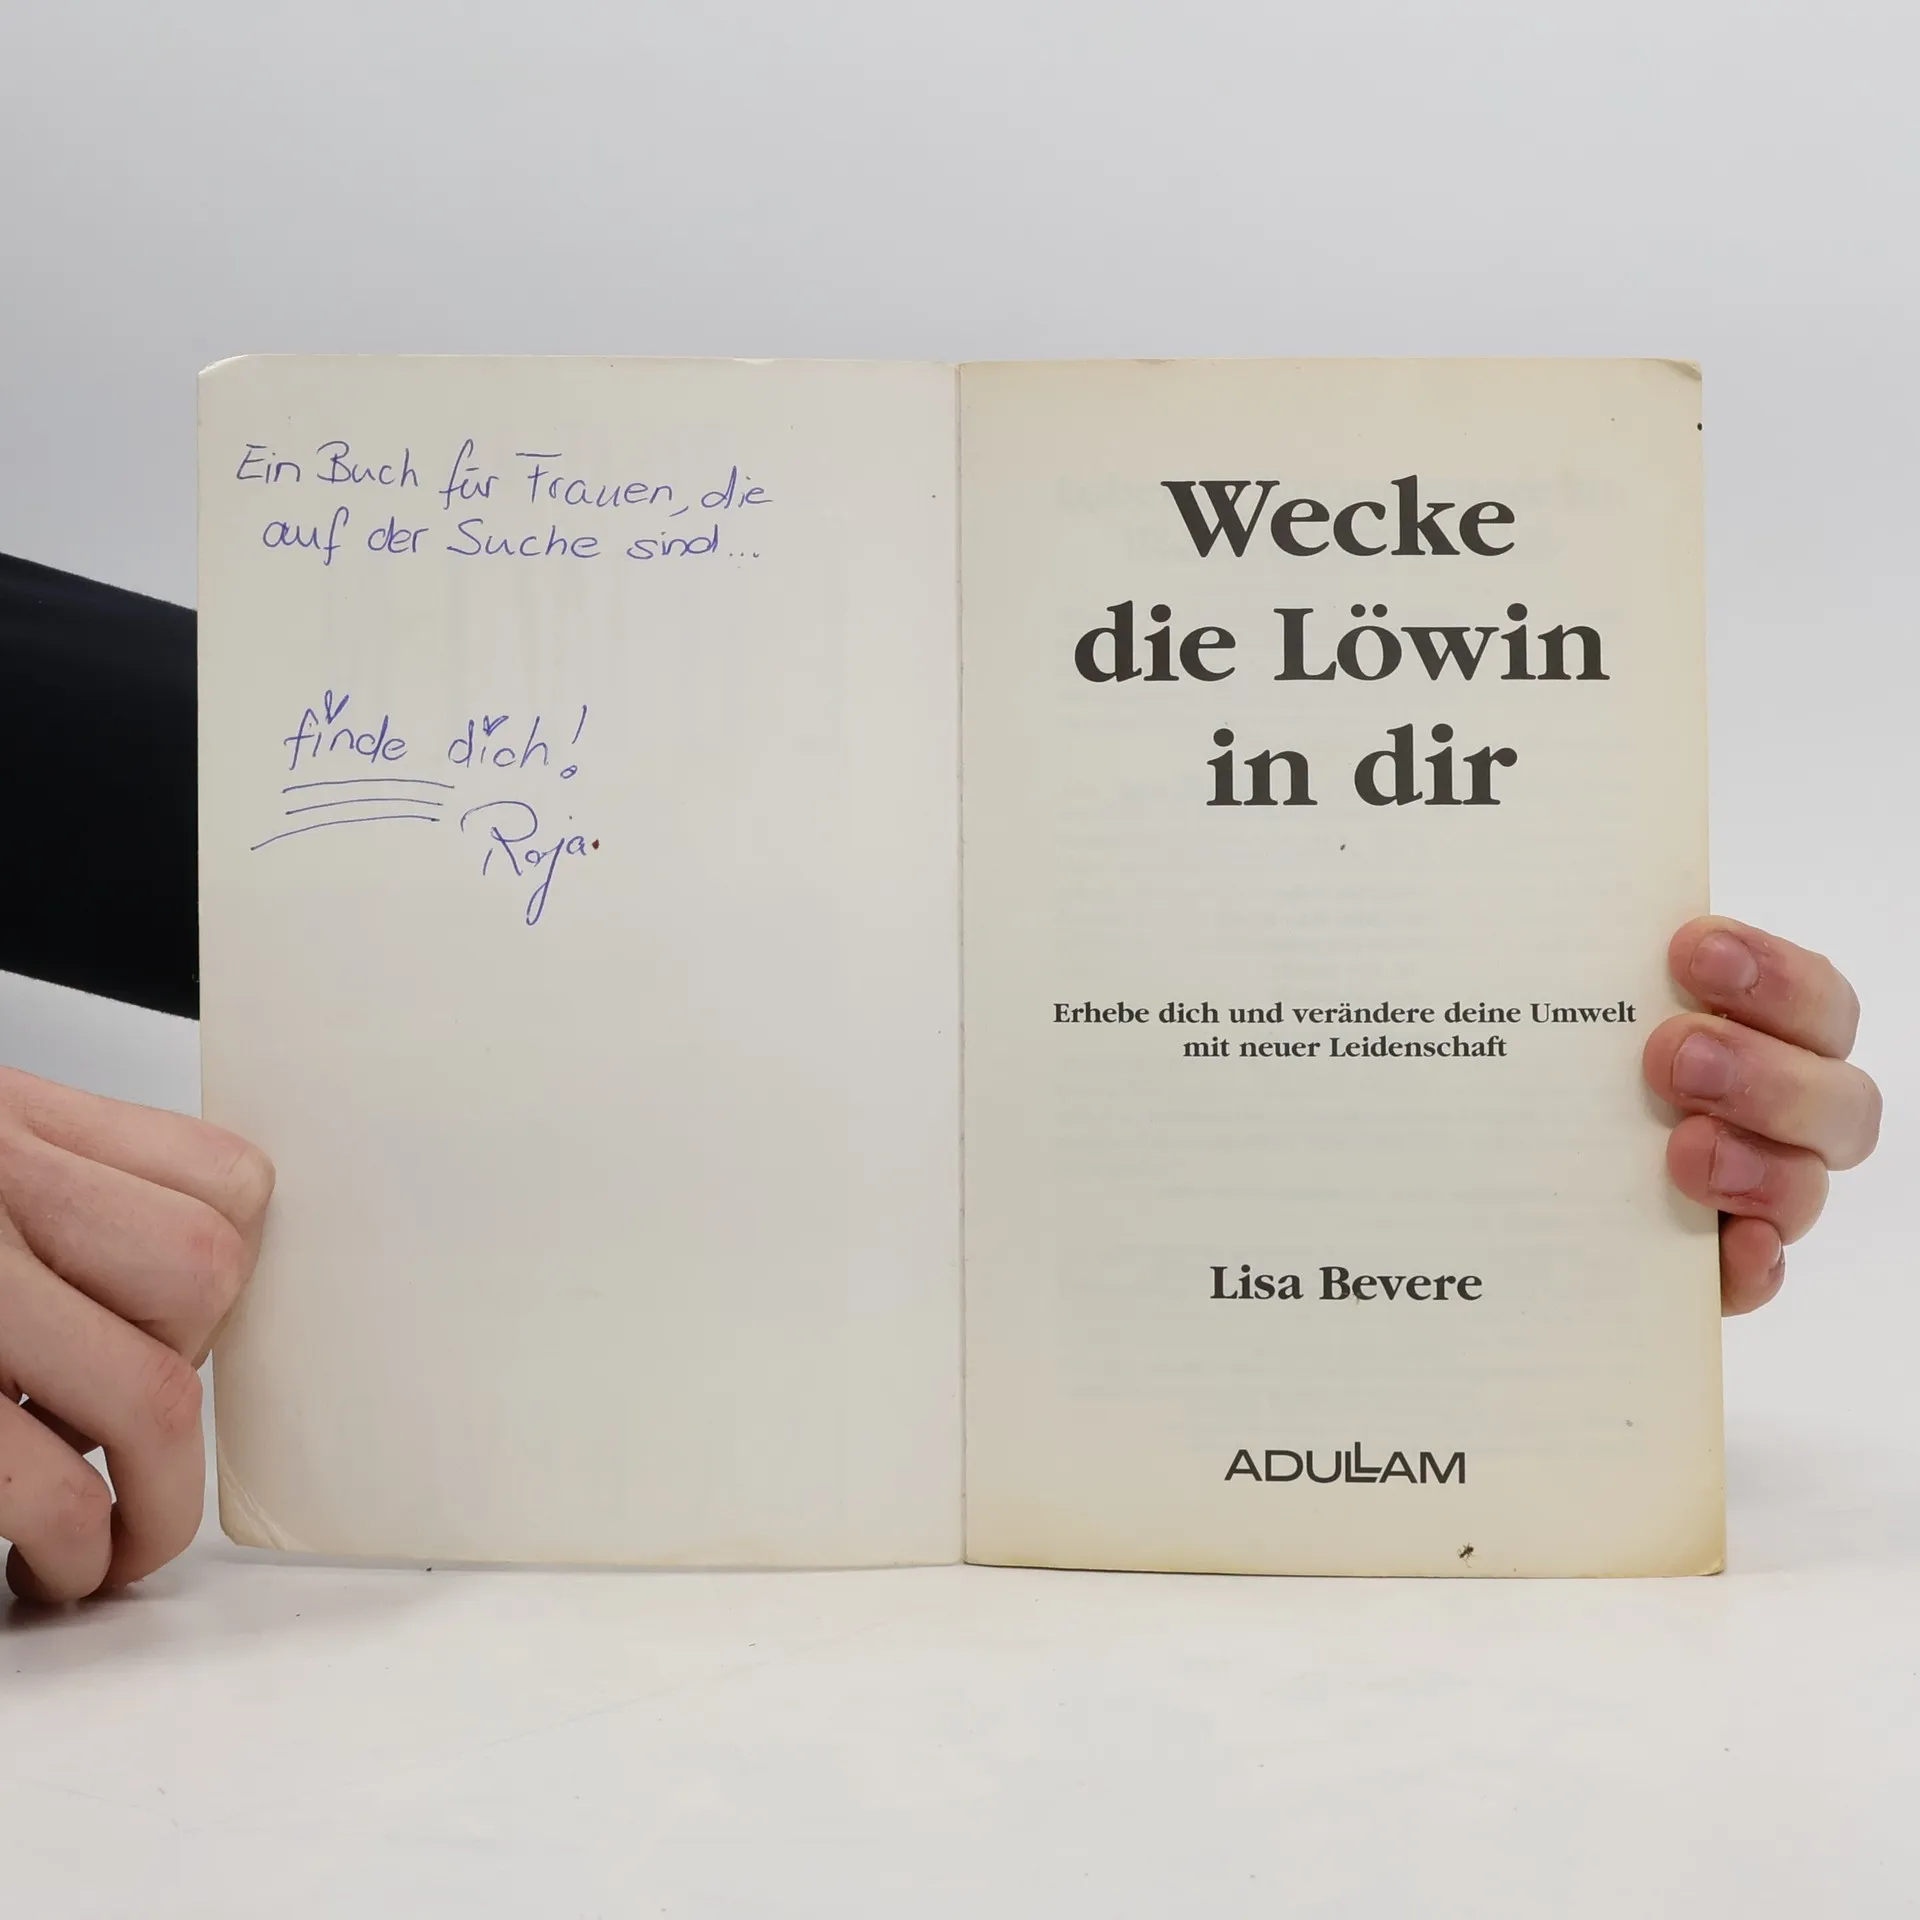 Ein Buch für Frauen, die
auf der Suche sind...
finde dich!
Roja.
Wecke
die Löwin
in dir
Erhebe dich und verändere deine Umwelt
mit neuer Leidenschaft
Lisa Bevere
ADULLAM